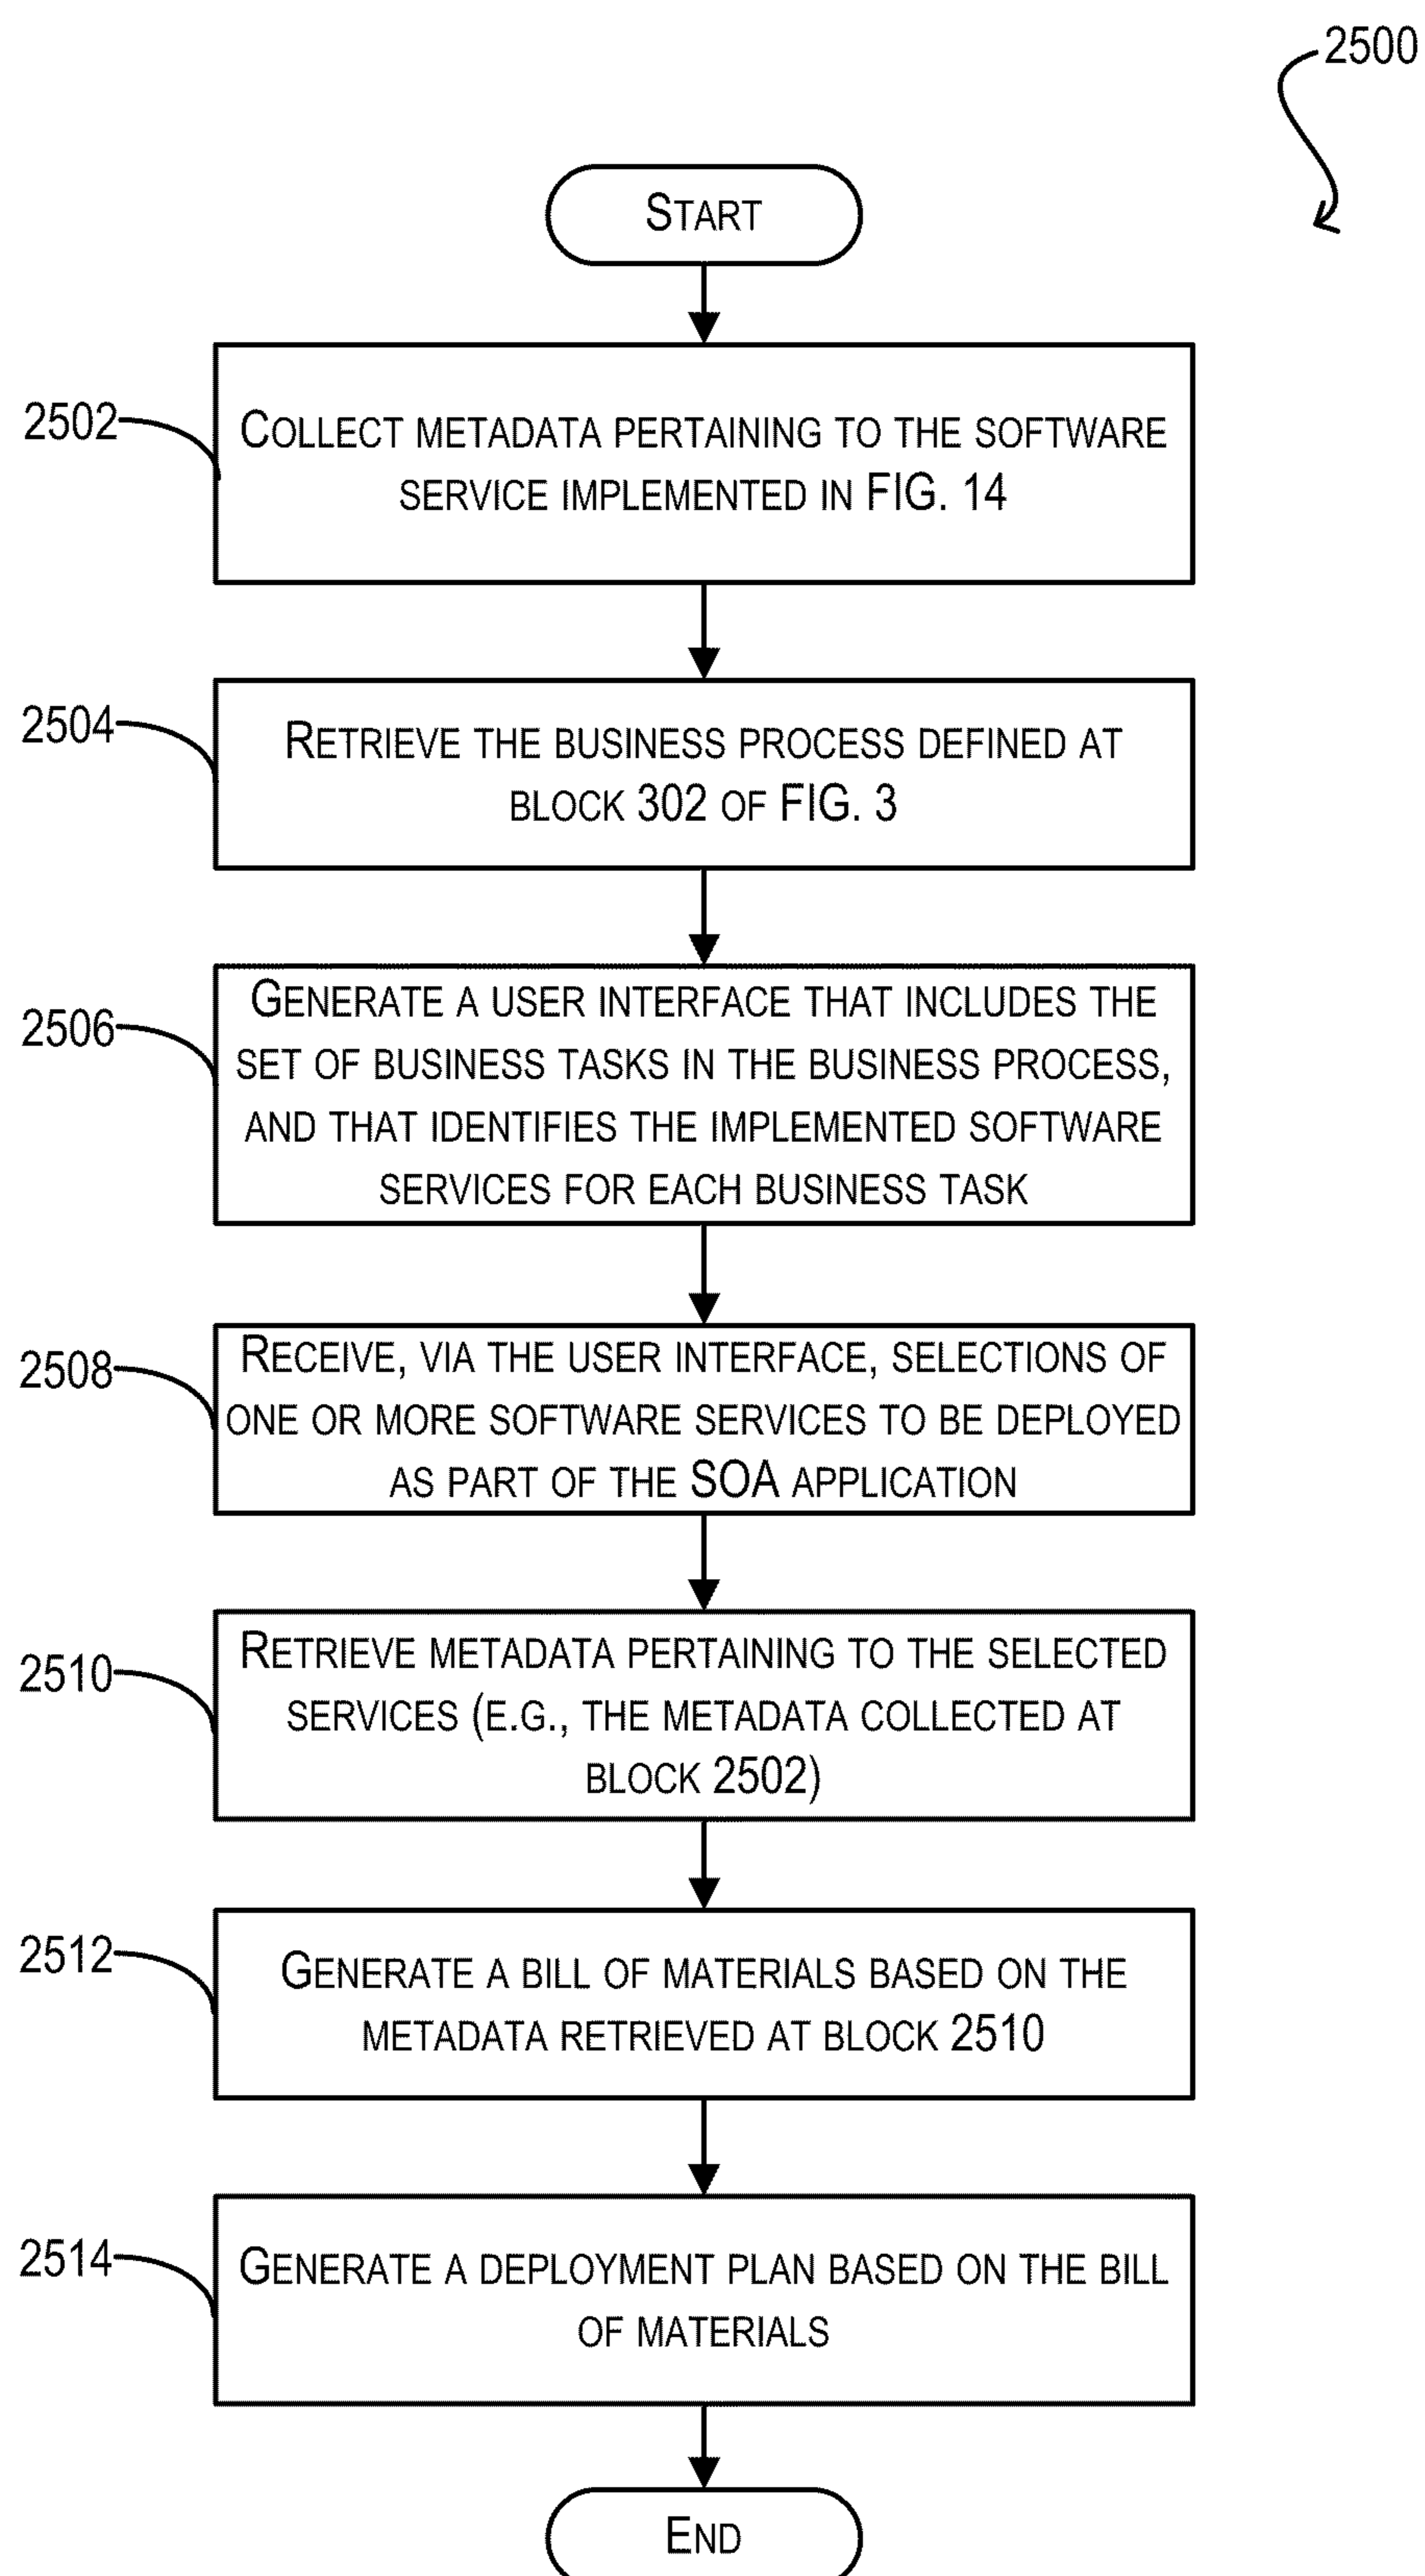 2500
START
2502
COLLECT METADATA PERTAINING TO THE SOFTWARE
SERVICE IMPLEMENTED IN FIG. 14
2504
RETRIEVE THE BUSINESS PROCESS DEFINED AT
BLOCK 302 OF FIG. 3
2506
GENERATE A USER INTERFACE THAT INCLUDES THE
SET OF BUSINESS TASKS IN THE BUSINESS PROCESS,
AND THAT IDENTIFIES THE IMPLEMENTED SOFTWARE
SERVICES FOR EACH BUSINESS TASK
2508
RECEIVE, VIA THE USER INTERFACE, SELECTIONS OF
ONE OR MORE SOFTWARE SERVICES TO BE DEPLOYED
AS PART OF THE SOA APPLICATION
2510
RETRIEVE METADATA PERTAINING TO THE SELECTED
SERVICES (E.G., THE METADATA COLLECTED AT
BLOCK 2502)
2512
GENERATE A BILL OF MATERIALS BASED ON THE
METADATA RETRIEVED AT BLOCK 2510
2514
GENERATE A DEPLOYMENT PLAN BASED ON THE BILL
OF MATERIALS
END